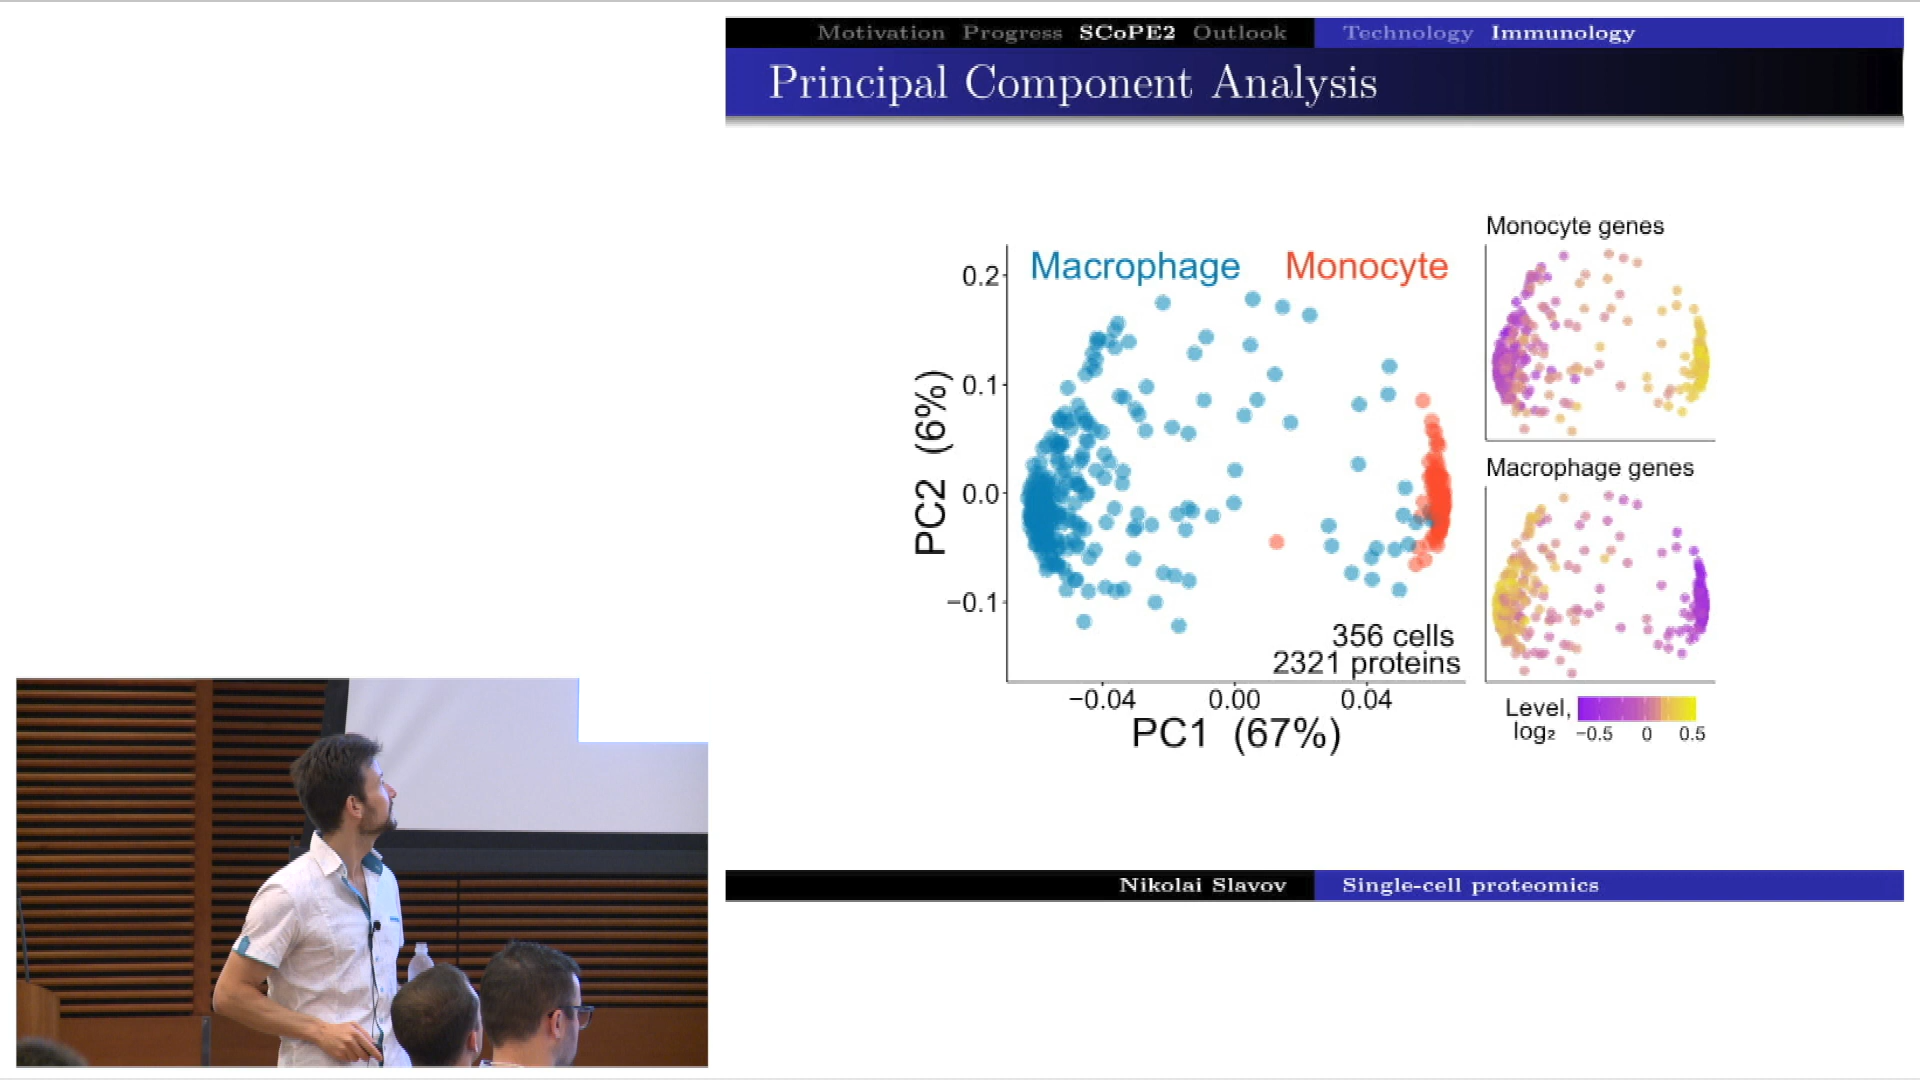 Motivation Progress SCoPE2 Outlook Technology Immunology
Principal Component Analysis
Macrophage Monocyte
0.2
0.1
0.0
−0.1
PC2 (6%)
356 cells
2321 proteins
−0.04 0.00 0.04
PC1 (67%)
Monocyte genes
Macrophage genes
Level,
log₂
−0.5 0 0.5
Nikolai Slavov Single-cell proteomics